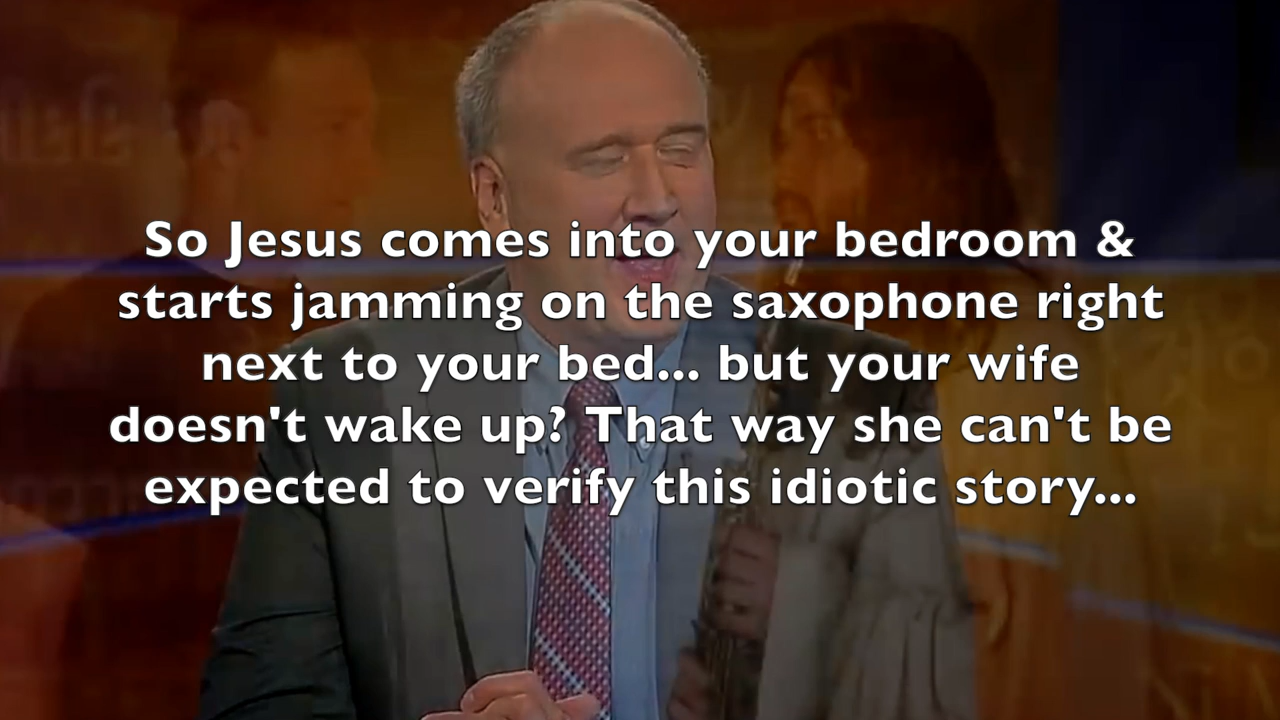 So Jesus comes into your bedroom &
starts jamming on the saxophone right
next to your bed... but your wife
doesn't wake up? That way she can't be
expected to verify this idiotic story...